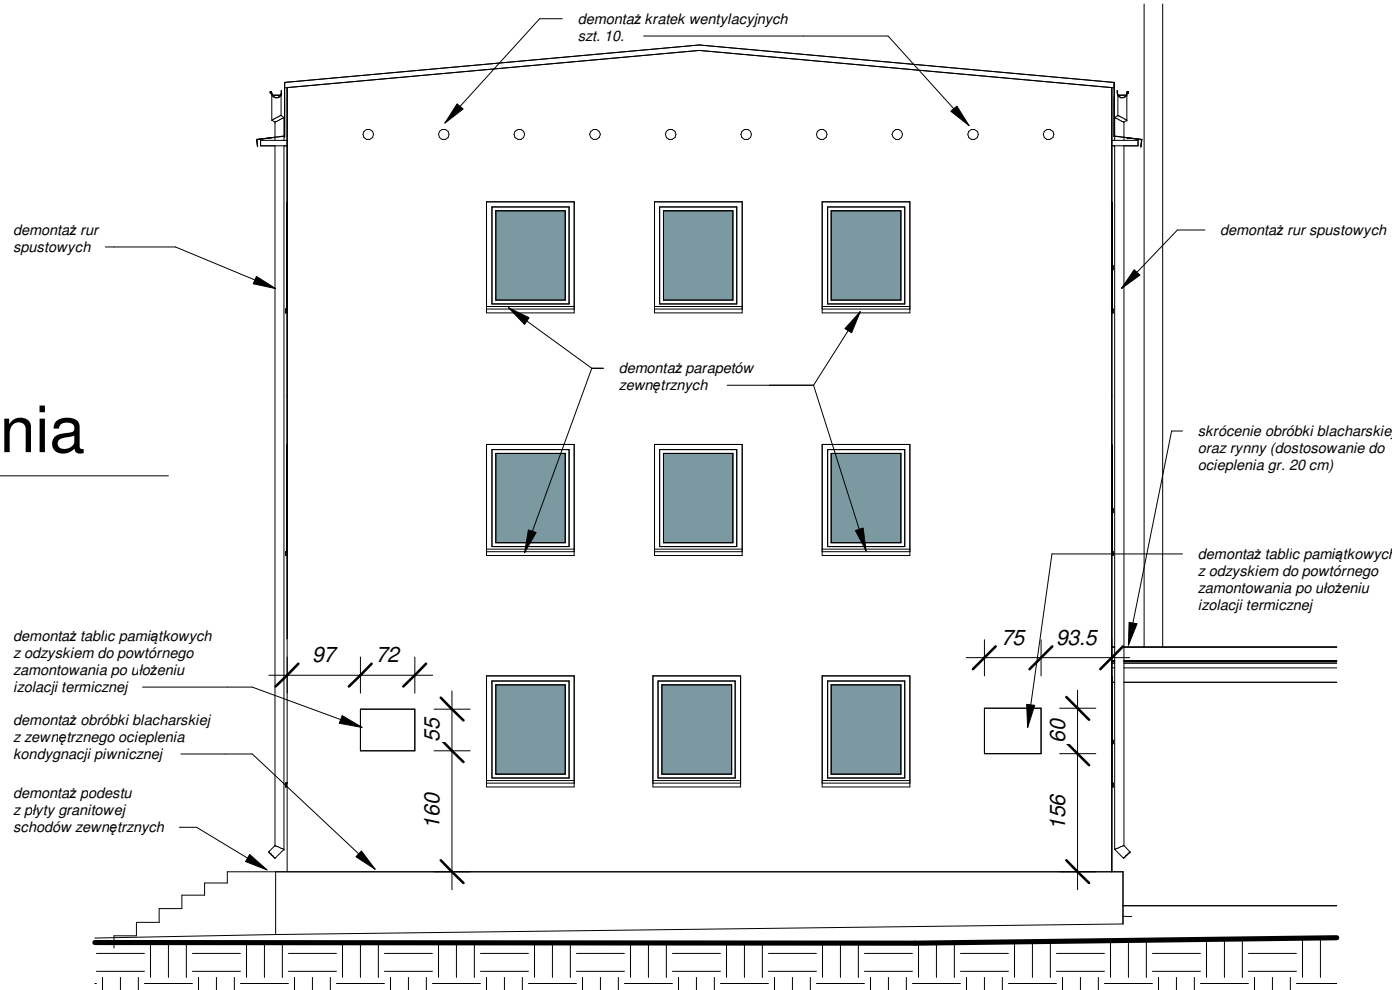 demontaż kratek wentylacyjnych
szt. 10.
demontaż rur
spustowych
demontaż rur spustowych
demontaż parapetów
zewnętrznych
nia
skrócenie obróbki blacharskiej
oraz rynny (dostosowanie do
ocieplenia gr. 20 cm)
demontaż tablic pamiątkowych
z odzyskiem do powtórnego
zamontowania po ułożeniu
izolacji termicznej
demontaż tablic pamiątkowych
z odzyskiem do powtórnego
zamontowania po ułożeniu
izolacji termicznej
97
72
75
93.5
55
160
60
156
demontaż obróbki blacharskiej
z zewnętrznego ocieplenia
kondygnacji piwnicznej
demontaż podestu
z płyty granitowej
schodów zewnętrznych